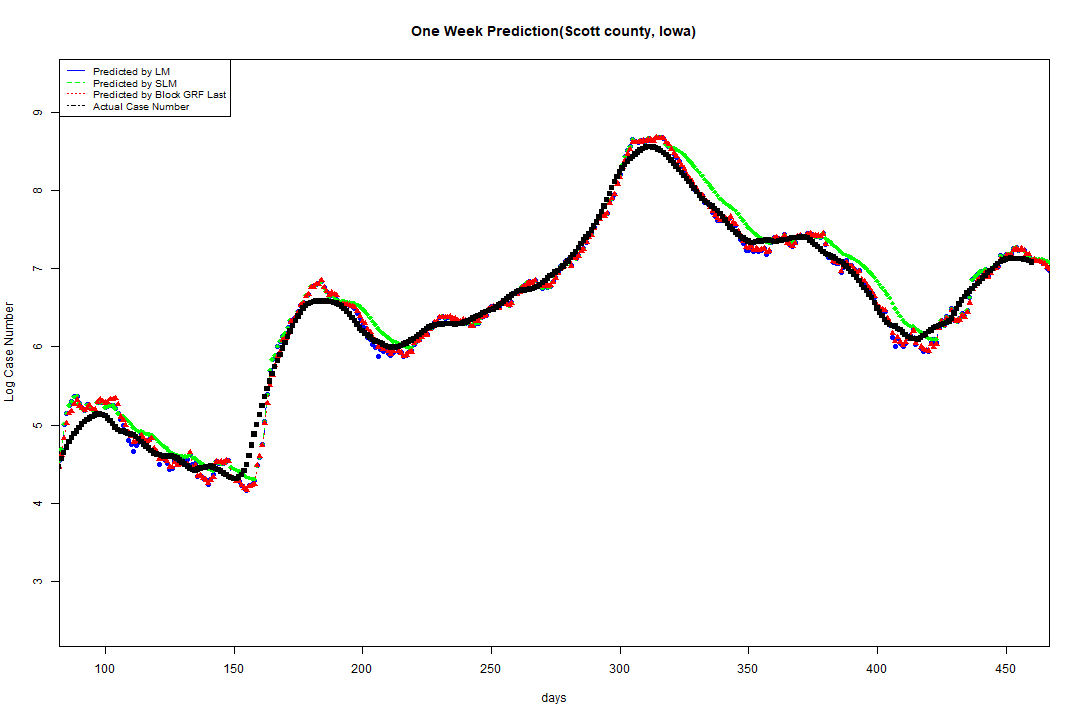 One Week Prediction(Scott county, Iowa)
Predicted by LM
Predicted by SLM
Predicted by Block GRF Last
Actual Case Number
9
8
7
6
5
4
3
Log Case Number
100 150 200 250 300 350 400 450
days